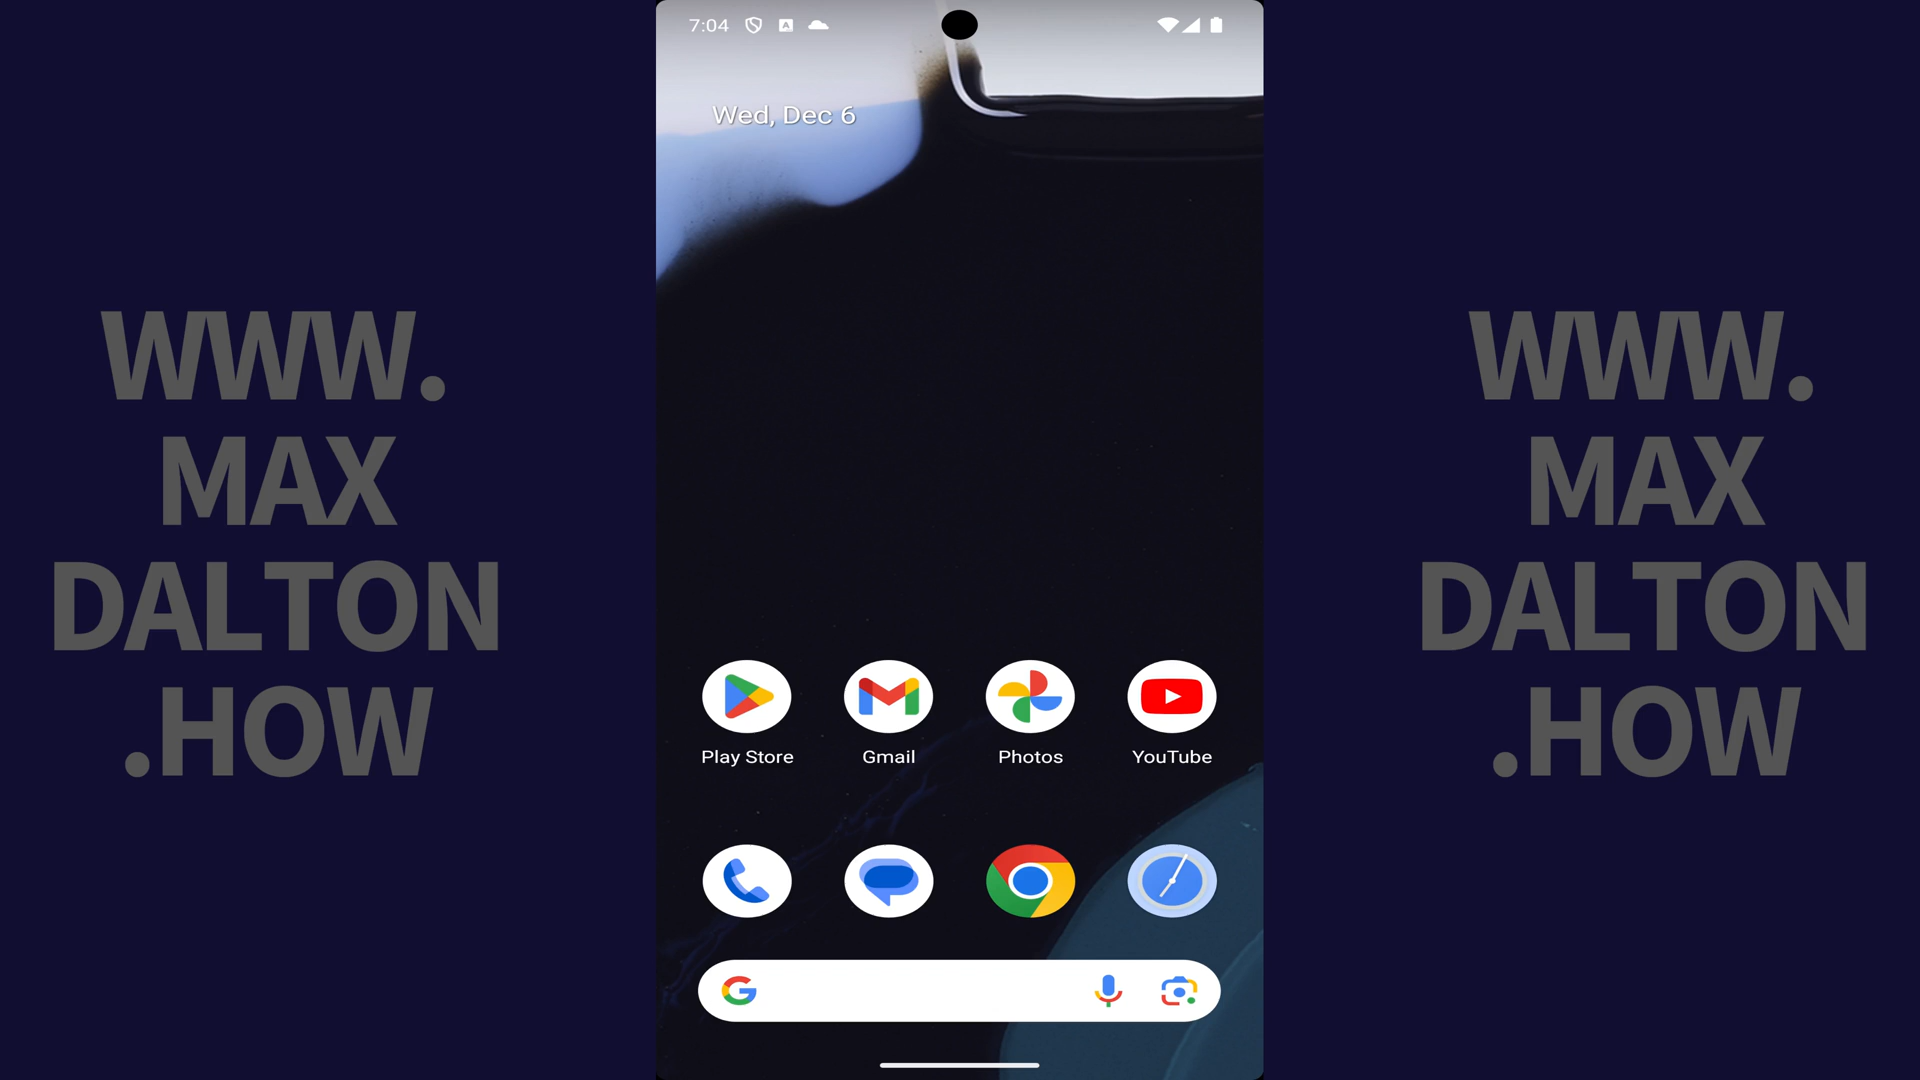 7:04
Wed, Dec 6
WWW.
MAX
DALTON
.HOW
WWW.
MAX
DALTON
.HOW
Play Store
Gmail
Photos
YouTube